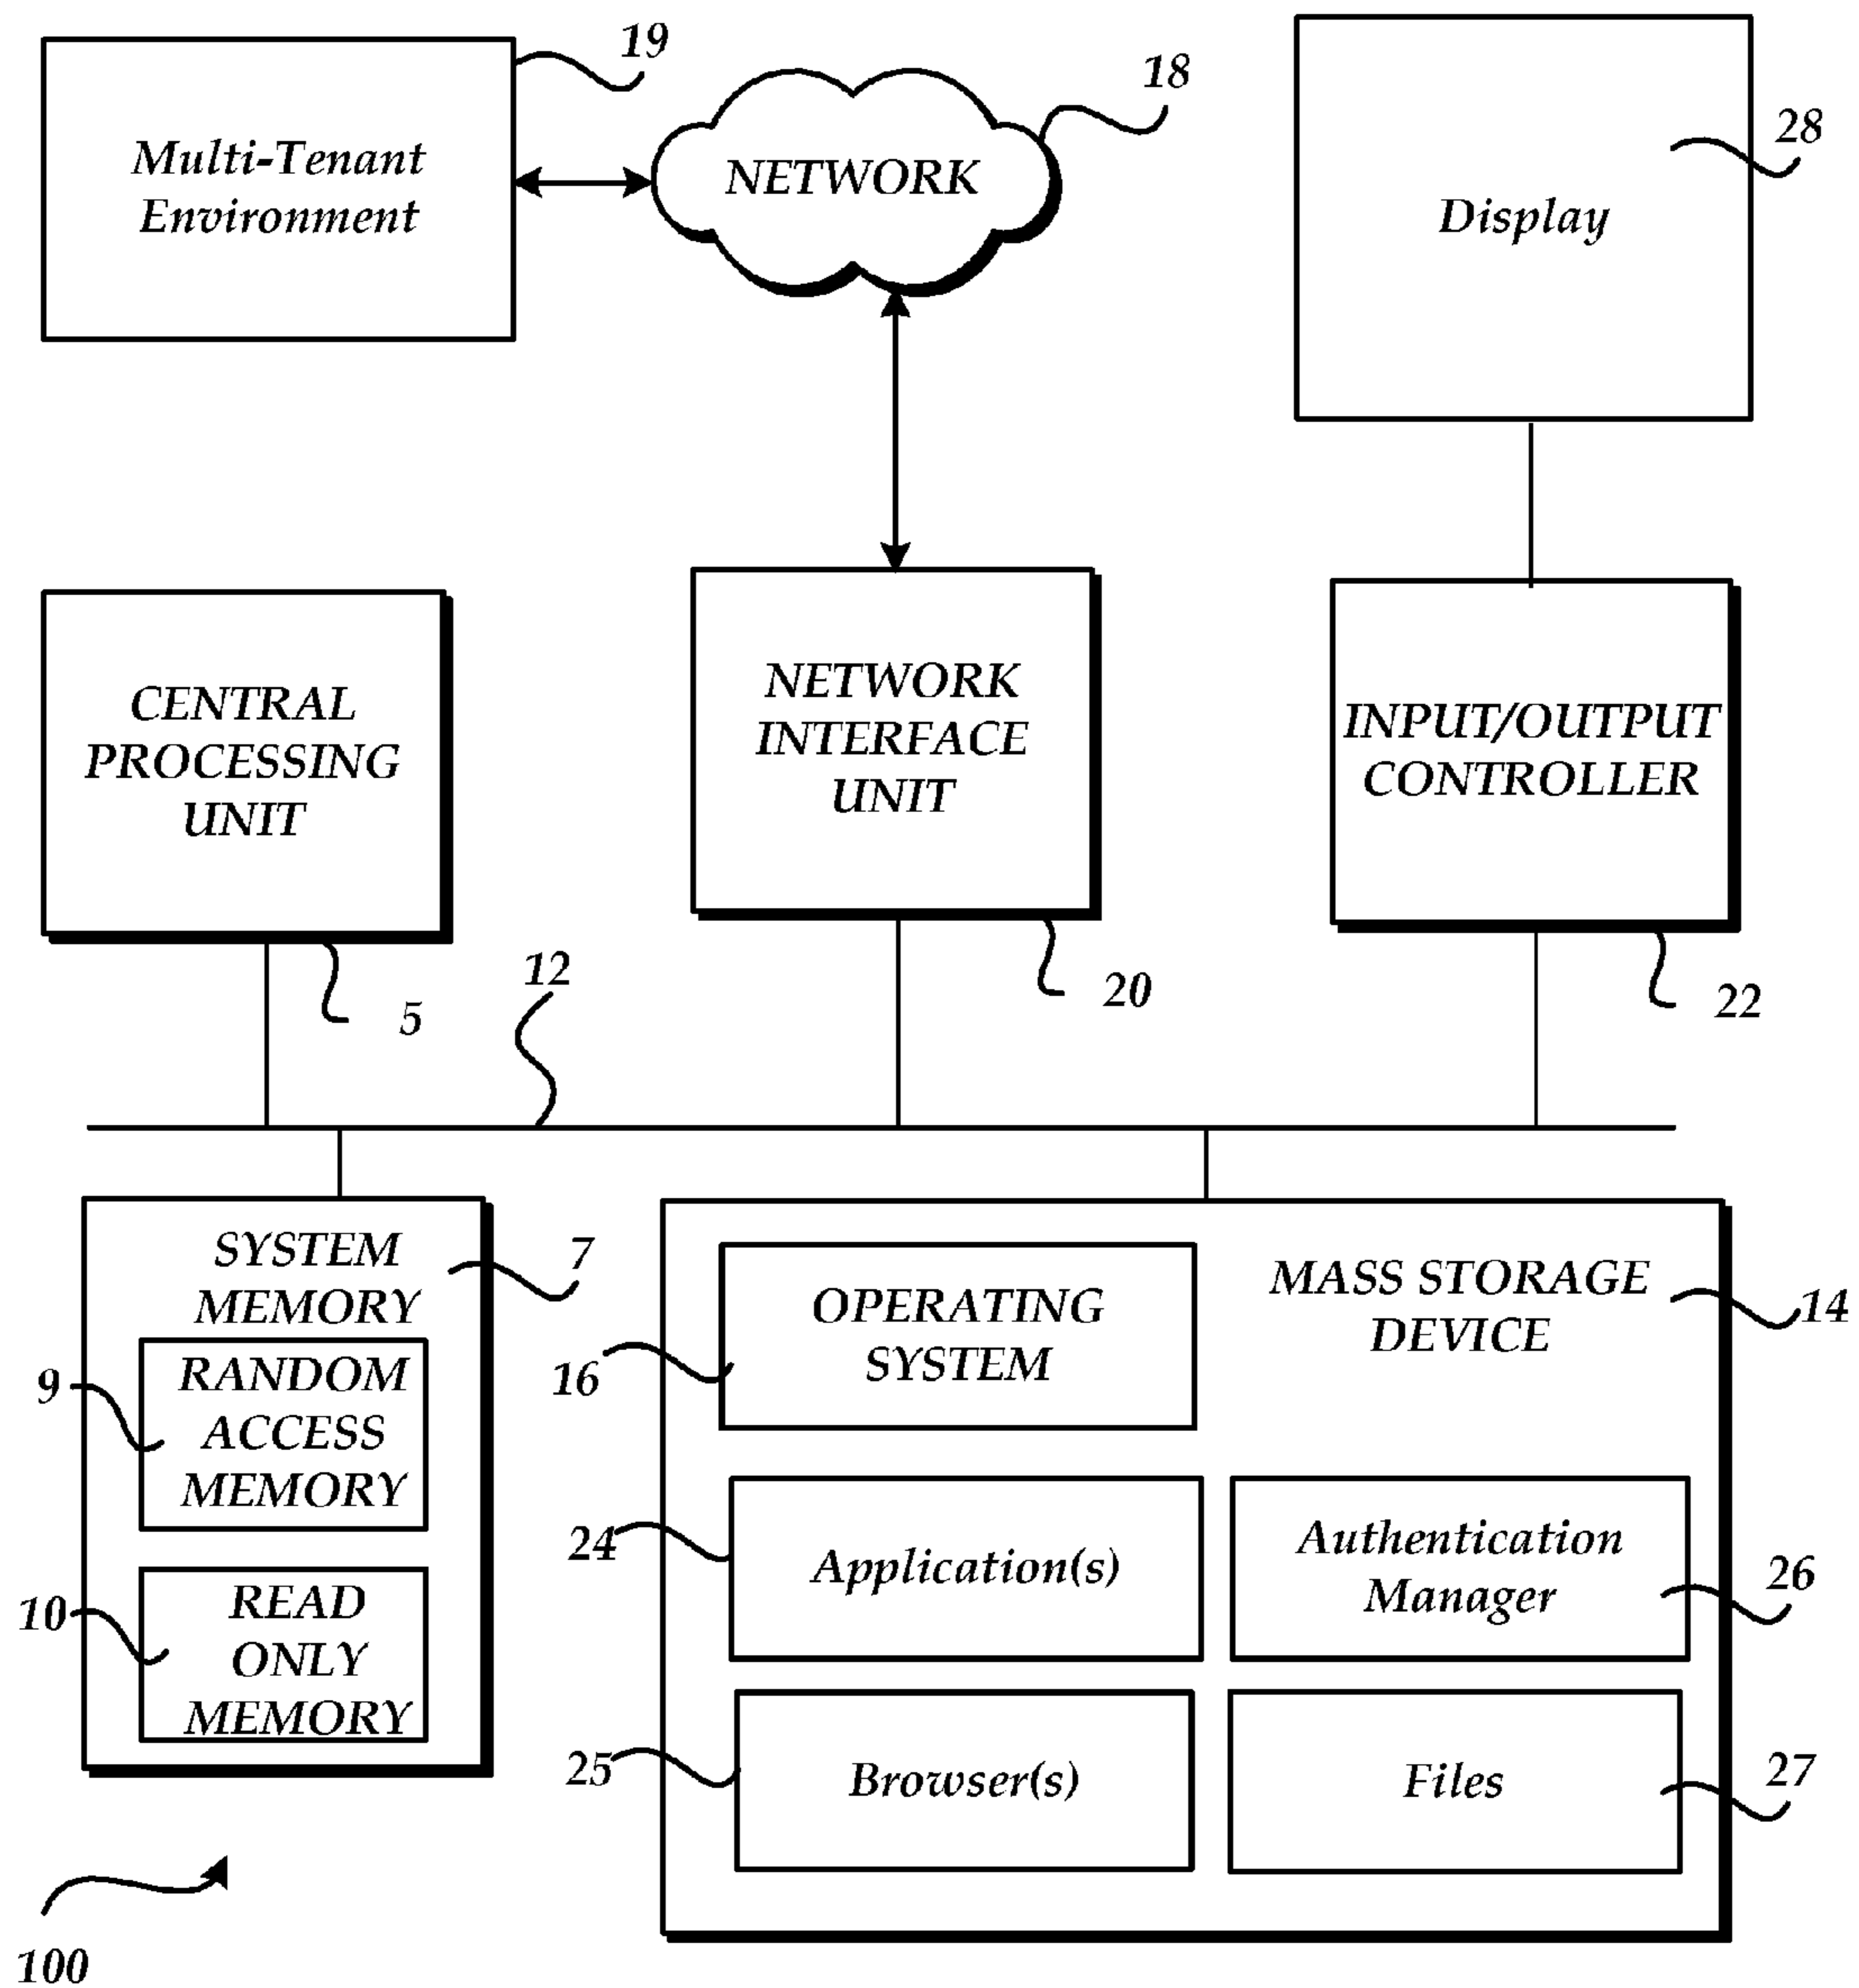 19
18
28
Multi-Tenant
Environment
NETWORK
Display
CENTRAL
PROCESSING
UNIT
NETWORK
INTERFACE
UNIT
INPUT/OUTPUT
CONTROLLER
5
12
20
22
SYSTEM
MEMORY
7
RANDOM
ACCESS
MEMORY
9
READ
ONLY
MEMORY
10
OPERATING
SYSTEM
16
MASS STORAGE
DEVICE
14
24
Application(s)
Authentication
Manager
26
25
Browser(s)
Files
27
100